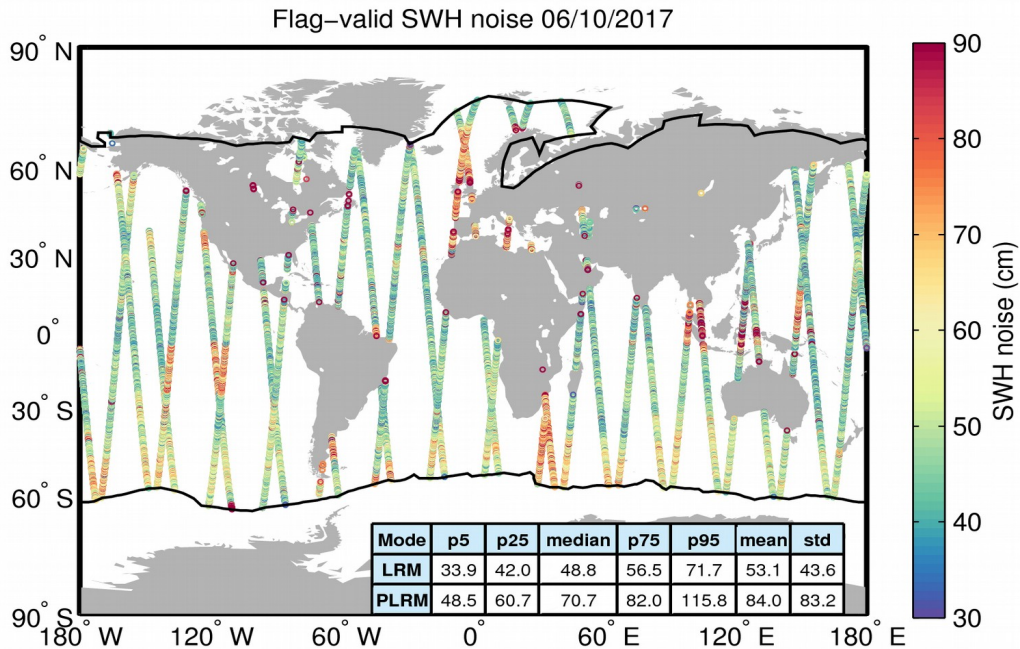 Flag−valid SWH noise 06/10/2017
90° N
60° N
30° N
0°
30° S
60° S
90° S
180° W
120° W
60° W
0°
60° E
120° E
180° E
90
80
70
60
50
40
30
SWH noise (cm)
Mode p5 p25 median p75 p95 mean std
LRM 33.9 42.0 48.8 56.5 71.7 53.1 43.6
PLRM 48.5 60.7 70.7 82.0 115.8 84.0 83.2